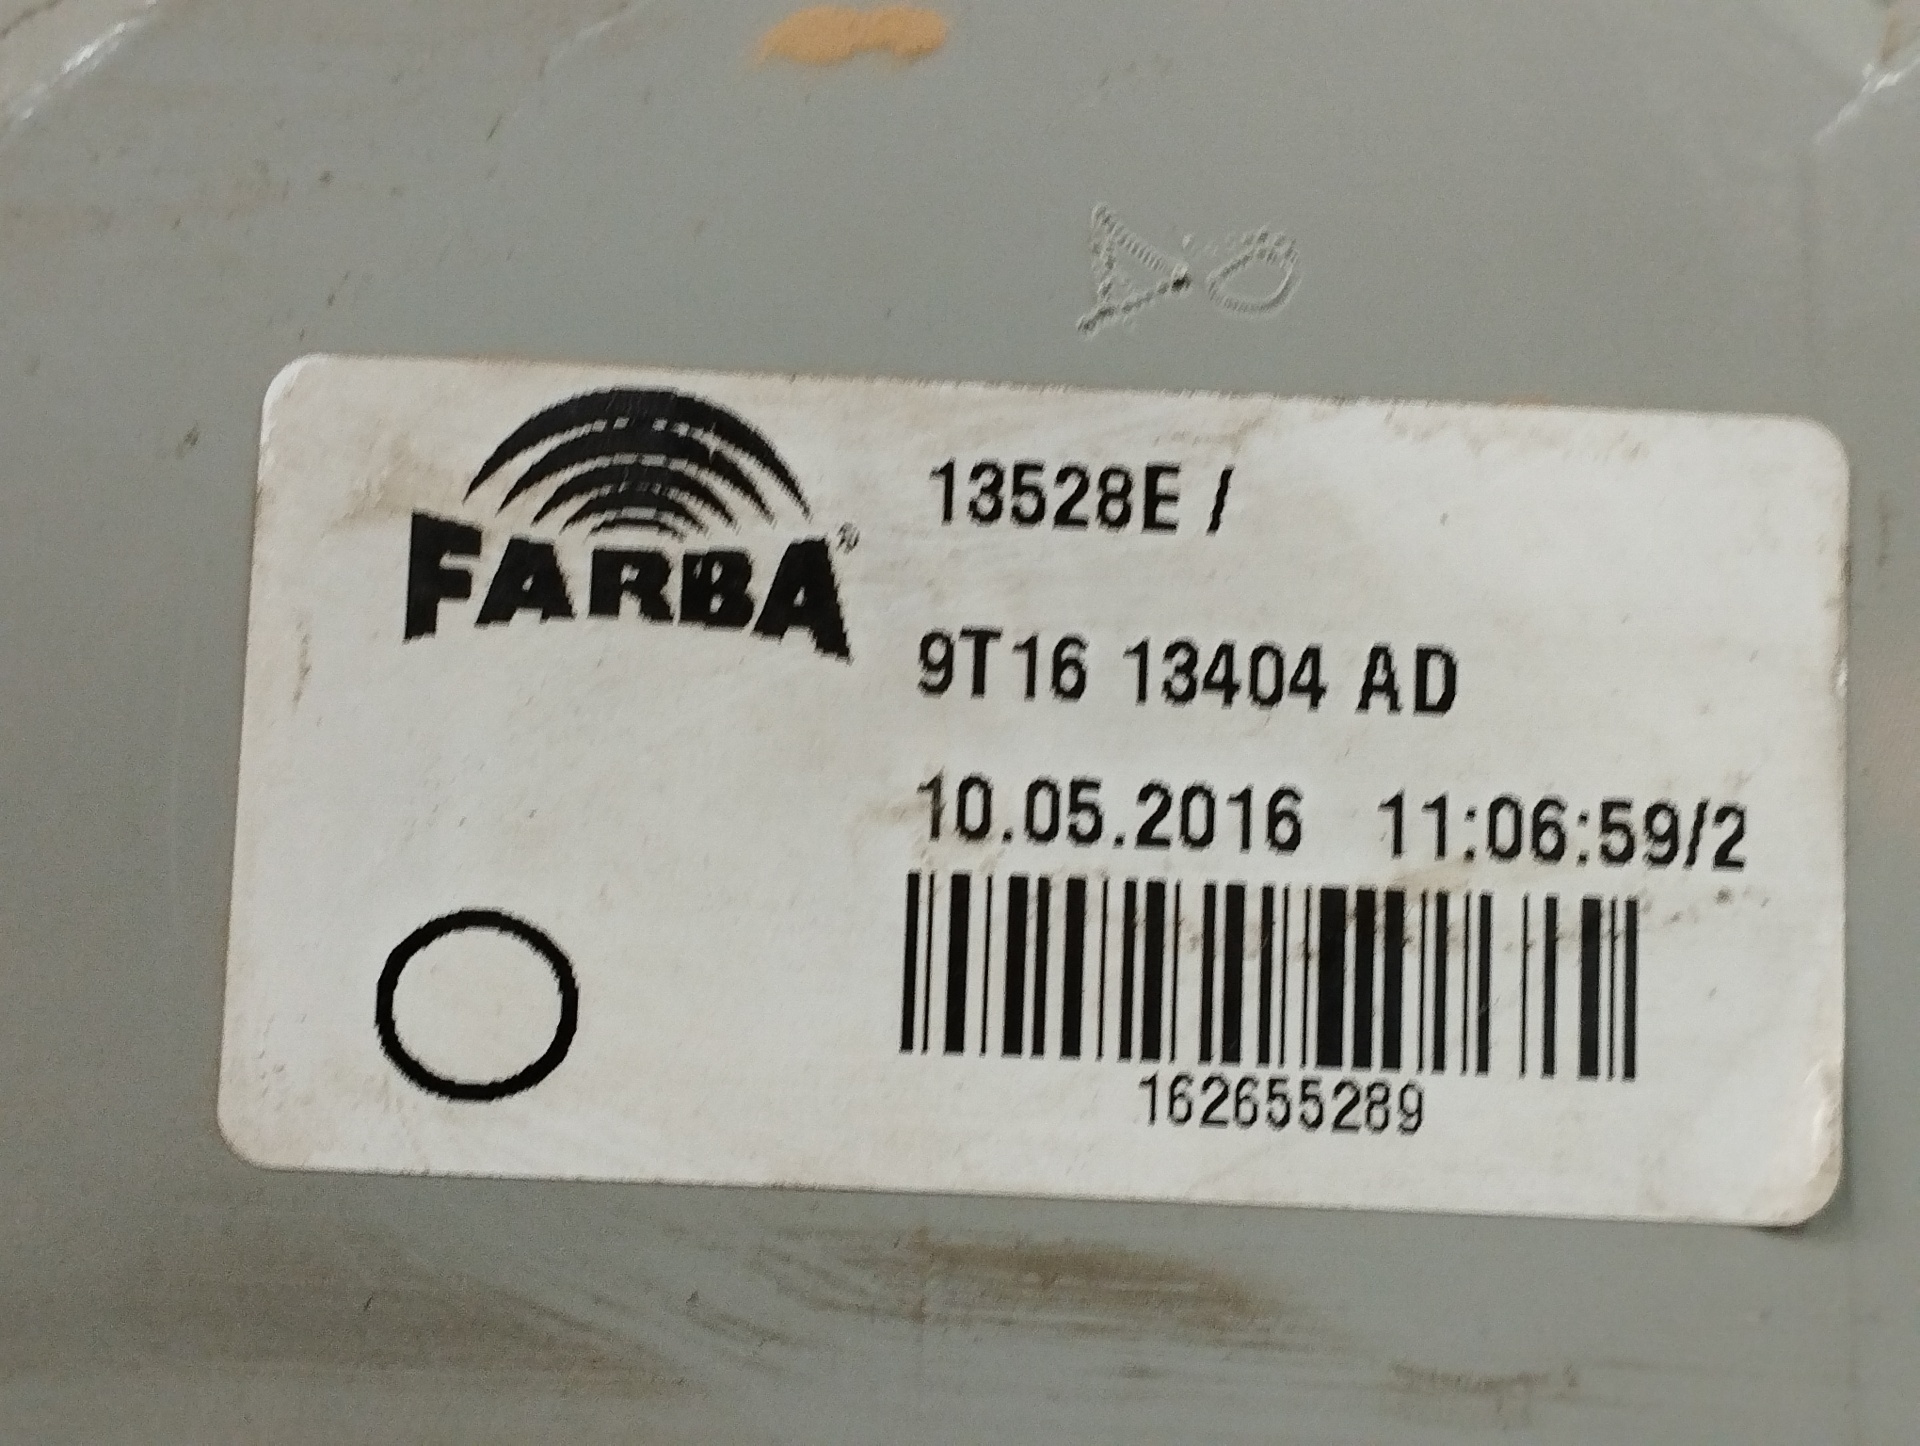 FARBA®
13528E /
9T16 13404 AD
10.05.2016 11:06:59/2
162655289